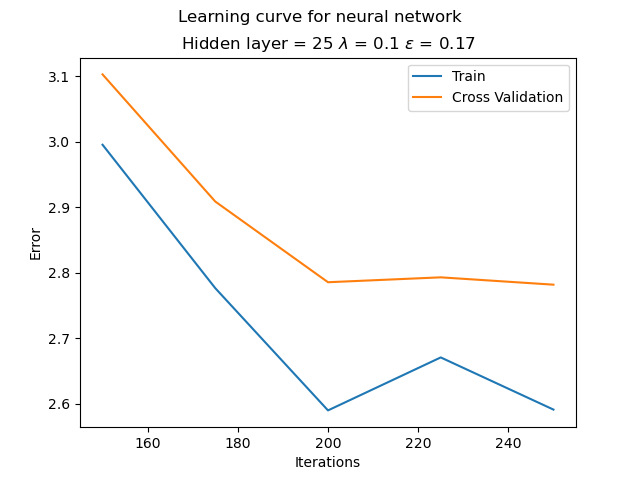 Learning curve for neural network
Hidden layer = 25 λ = 0.1 ε = 0.17
Train
Cross Validation
3.1
3.0
2.9
2.8
2.7
2.6
Error
160
180
200
220
240
Iterations